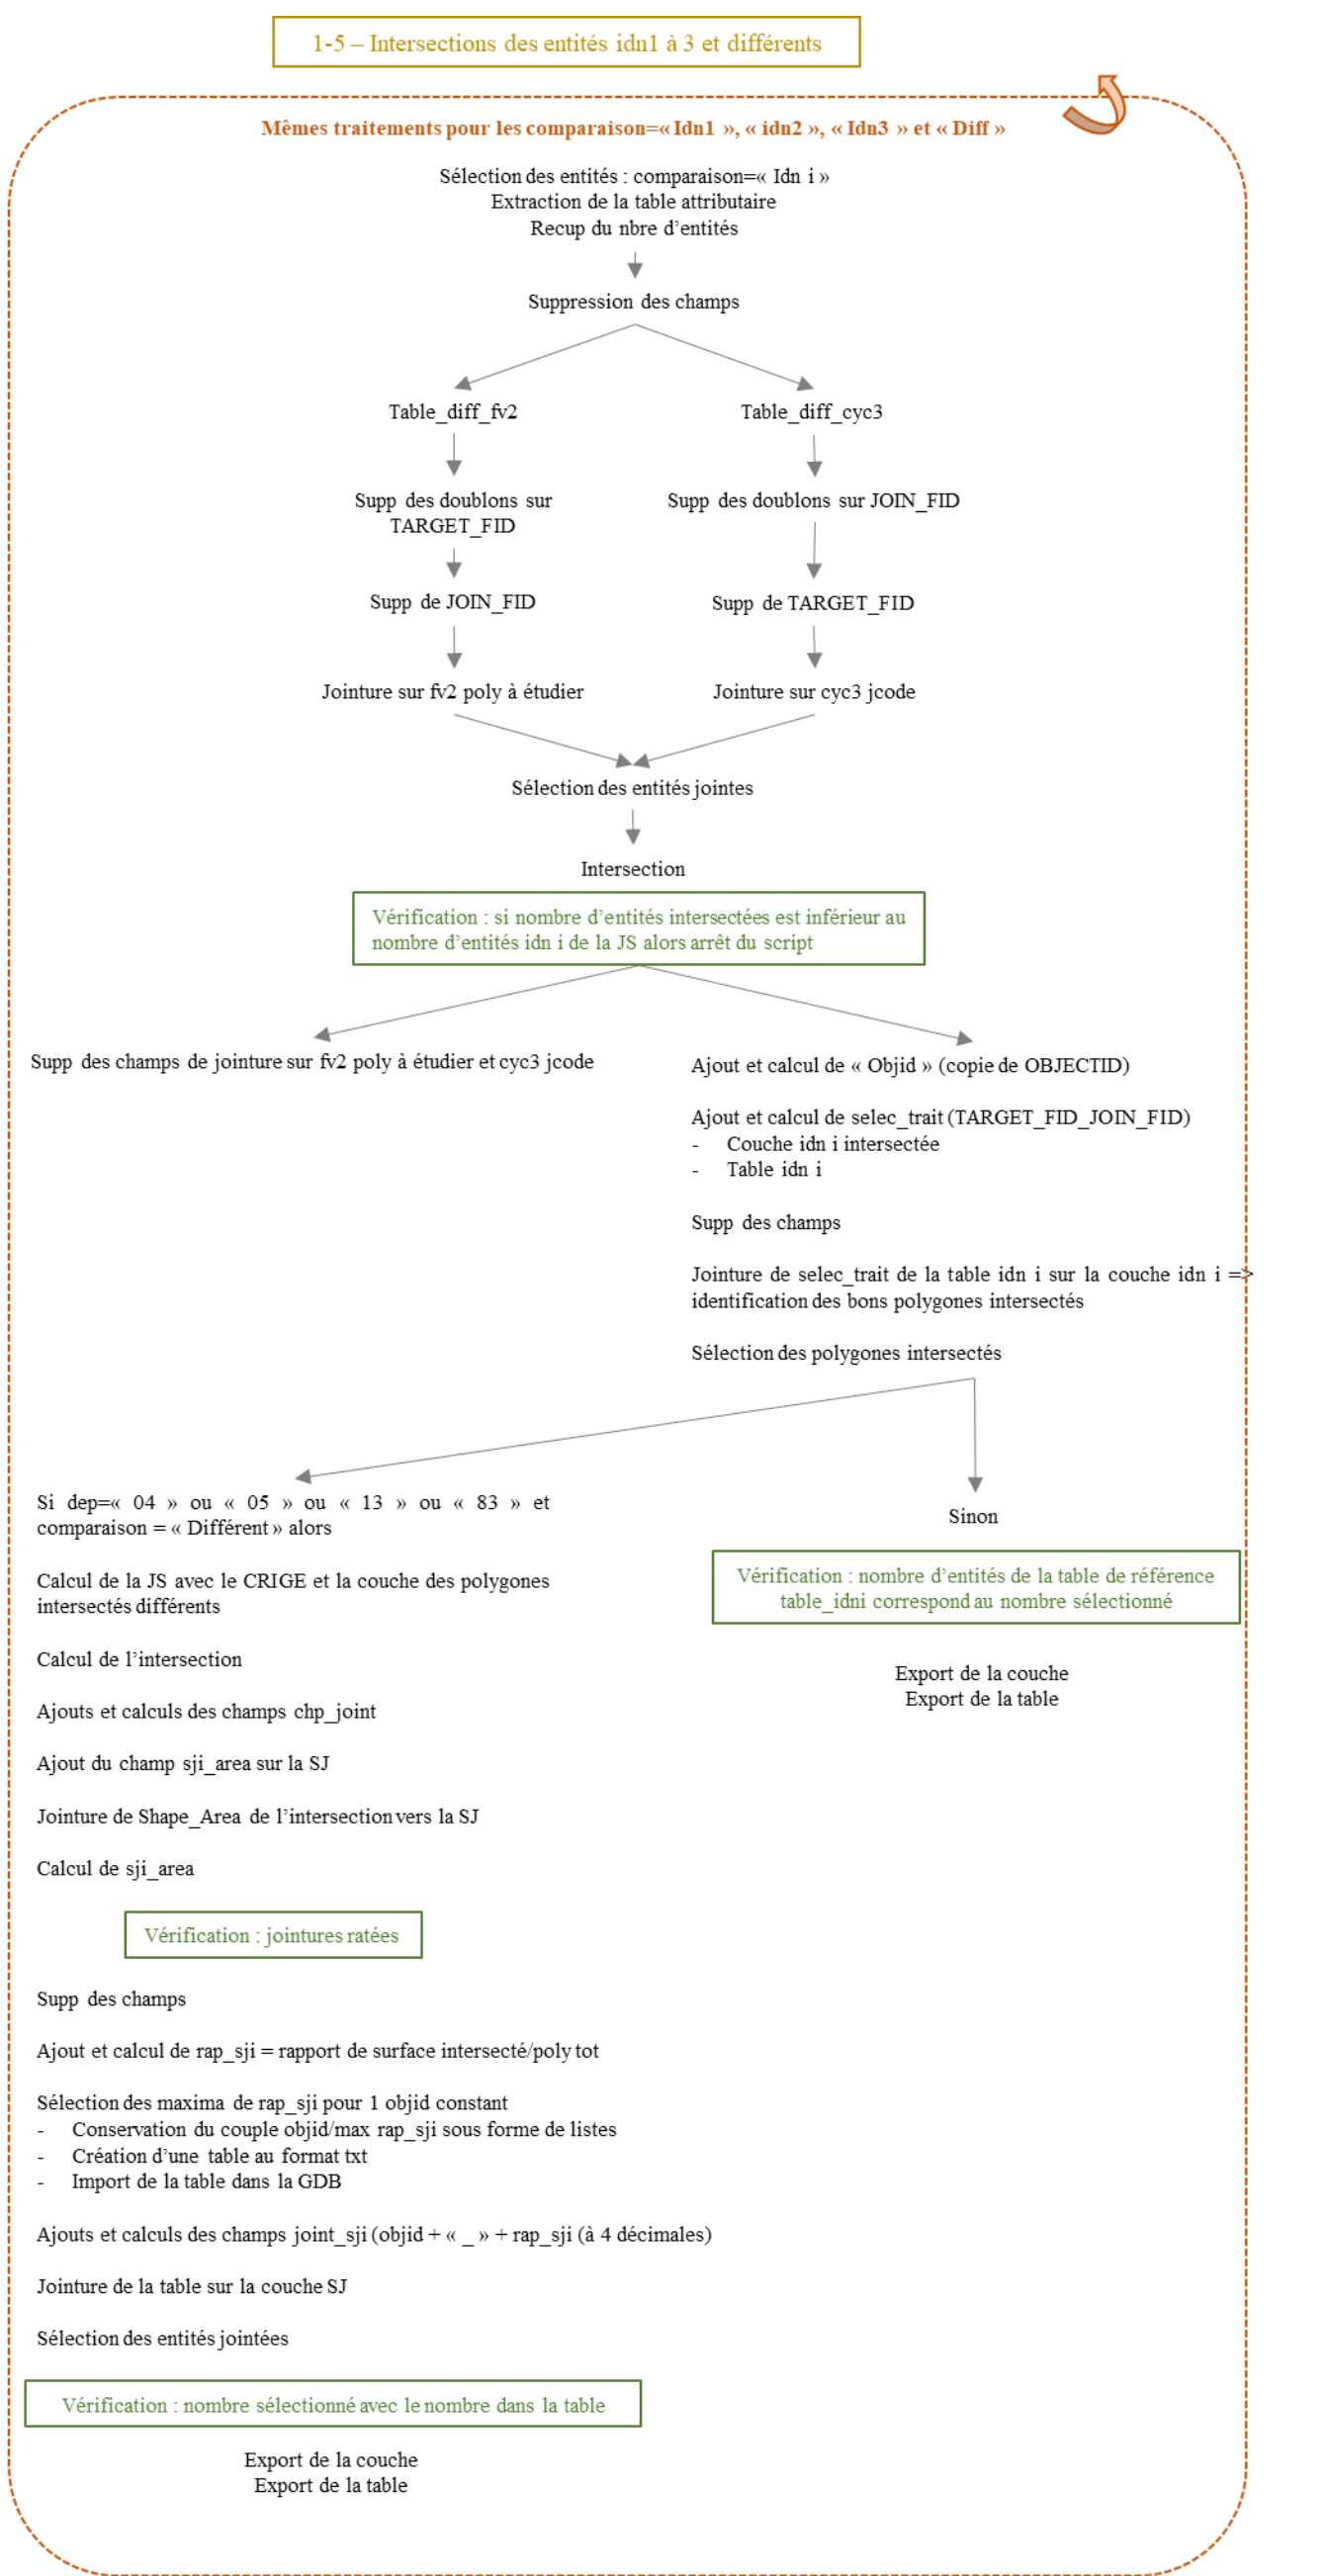 1-5 – Intersections des entités idn1 à 3 et différents
Mêmes traitements pour les comparaison=« Idn1 », « idn2 », « Idn3 » et « Diff »
Sélection des entités : comparaison=« Idn i »
Extraction de la table attributaire
Recup du nbre d’entités
Suppression des champs
Table_diff_fv2
Table_diff_cyc3
Supp des doublons sur
TARGET_FID
Supp des doublons sur JOIN_FID
Supp de JOIN_FID
Supp de TARGET_FID
Jointure sur fv2 poly à étudier
Jointure sur cyc3 jcode
Sélection des entités jointes
Intersection
Vérification : si nombre d’entités intersectées est inférieur au
nombre d’entités idn i de la JS alors arrêt du script
Supp des champs de jointure sur fv2 poly à étudier et cyc3 jcode
Ajout et calcul de « Objid » (copie de OBJECTID)
Ajout et calcul de selec_trait (TARGET_FID_JOIN_FID)
- Couche idn i intersectée
- Table idn i
Supp des champs
Jointure de selec_trait de la table idn i sur la couche idn i =>
identification des bons polygones intersectés
Sélection des polygones intersectés
Si dep=« 04 » ou « 05 » ou « 13 » ou « 83 » et
comparaison = « Différent » alors
Calcul de la JS avec le CRIGE et la couche des polygones
intersectés différents
Calcul de l’intersection
Ajouts et calculs des champs chp_joint
Ajout du champ sji_area sur la SJ
Jointure de Shape_Area de l’intersection vers la SJ
Calcul de sji_area
Vérification : jointures ratées
Supp des champs
Ajout et calcul de rap_sji = rapport de surface intersecté/poly tot
Sélection des maxima de rap_sji pour 1 objid constant
- Conservation du couple objid/max rap_sji sous forme de listes
- Création d’une table au format txt
- Import de la table dans la GDB
Ajouts et calculs des champs joint_sji (objid + « _ » + rap_sji (à 4 décimales)
Jointure de la table sur la couche SJ
Sélection des entités jointées
Vérification : nombre sélectionné avec le nombre dans la table
Export de la couche
Export de la table
Sinon
Vérification : nombre d’entités de la table de référence
table_idni correspond au nombre sélectionné
Export de la couche
Export de la table